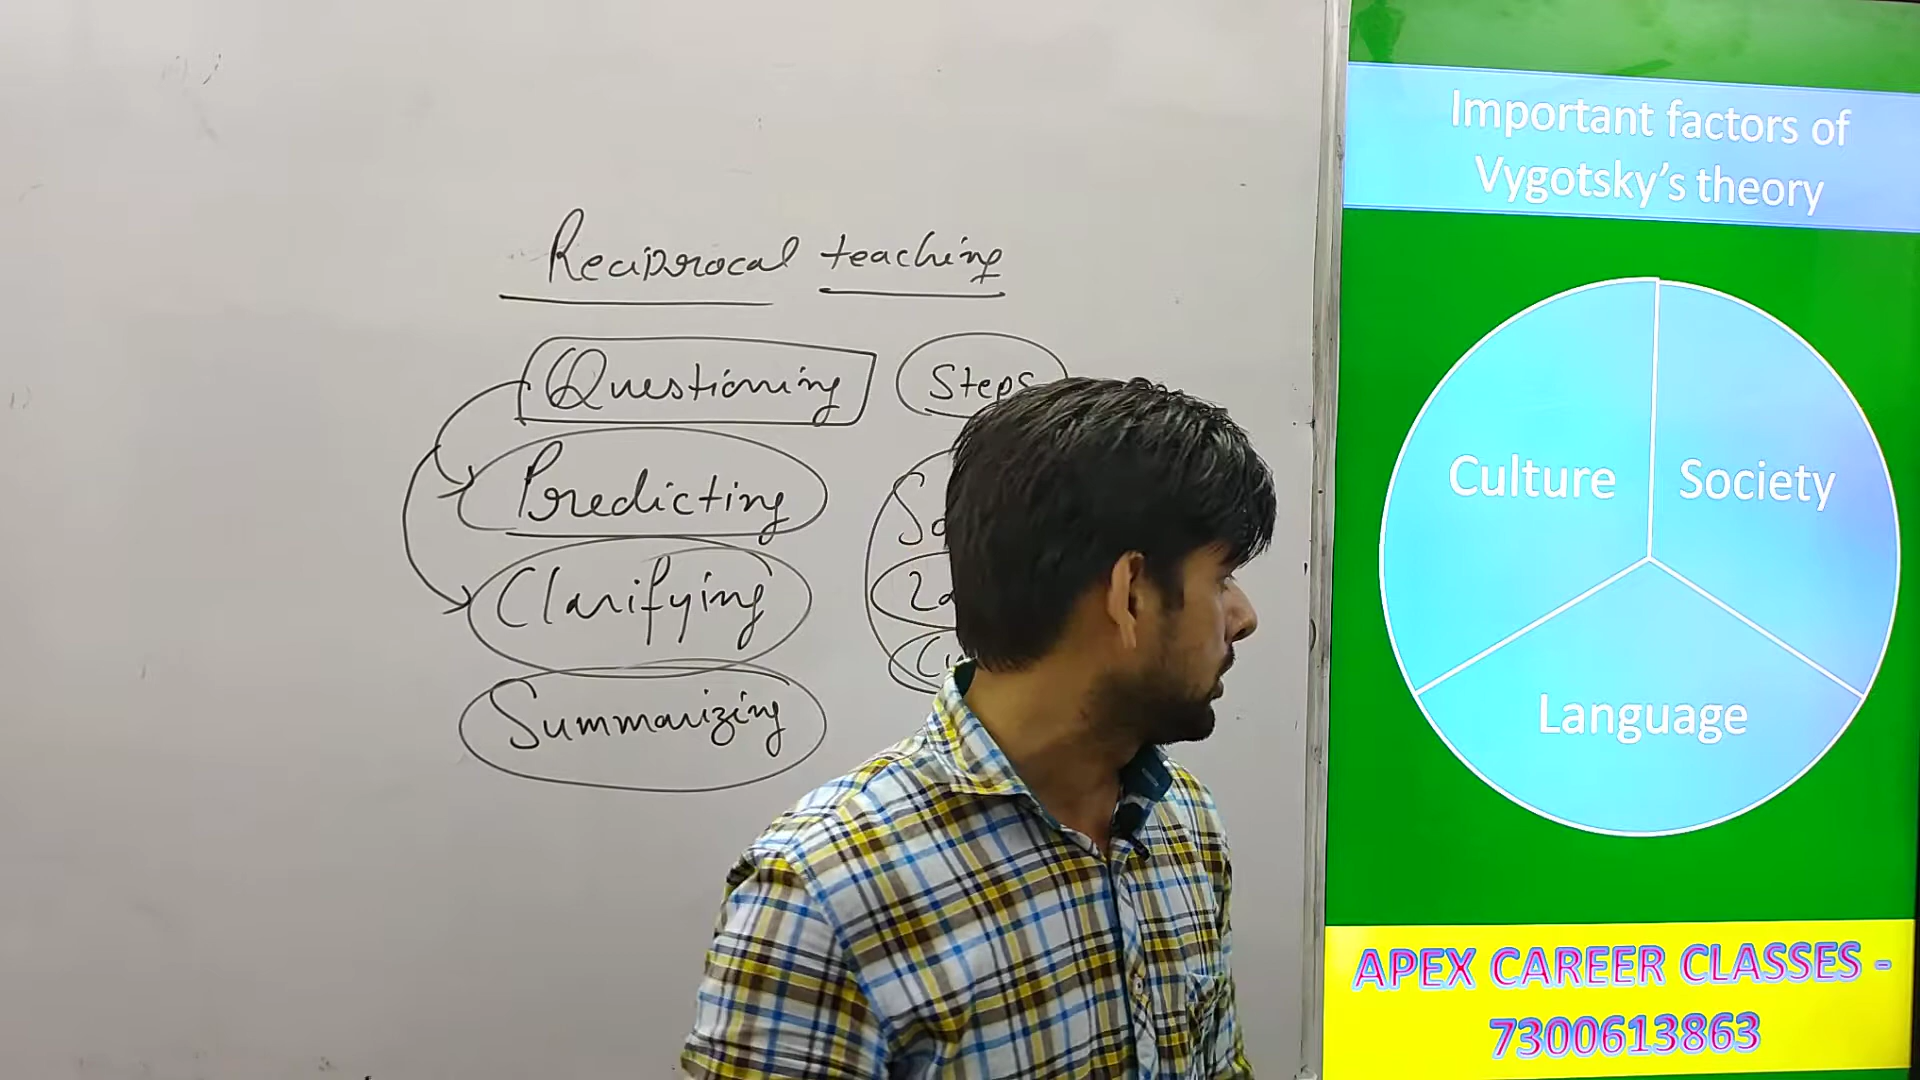 Reciprocal teaching
Questioning
Steps
Predicting
Clarifying
Summarizing
Important factors of
Vygotsky's theory
Culture
Society
Language
APEX CAREER CLASSES -
7300613863